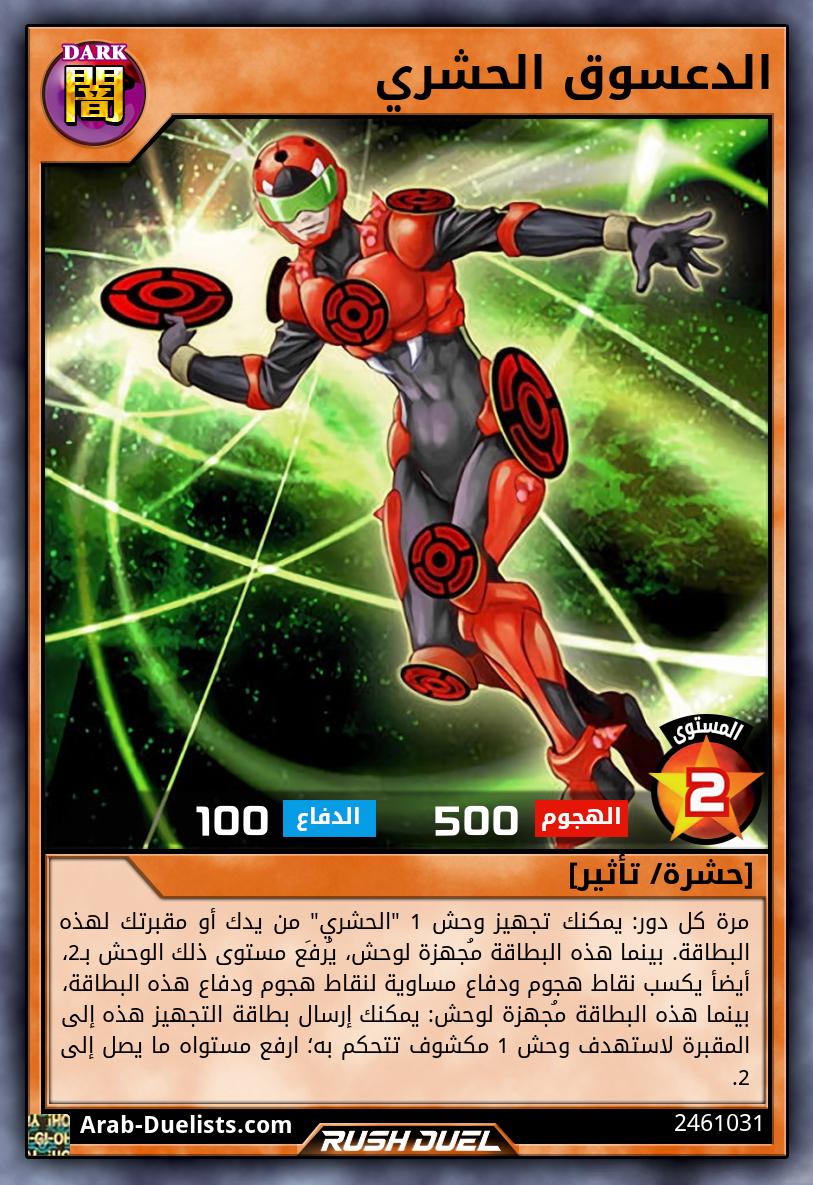 DARK
闇
الدعسوق الحشري
المستوى
2
الهجوم 500 الدفاع 100
[حشرة/ تأثير]
مرة كل دور: يمكنك تجهيز وحش 1 "الحشري" من يدك أو مقبرتك لهذه
البطاقة. بينما هذه البطاقة مُجهزة لوحش، يُرفَع مستوى ذلك الوحش بـ2،
أيضأ يكسب نقاط هجوم ودفاع مساوية لنقاط هجوم ودفاع هذه البطاقة،
بينما هذه البطاقة مُجهزة لوحش: يمكنك إرسال بطاقة التجهيز هذه إلى
المقبرة لاستهدف وحش 1 مكشوف تتحكم به؛ ارفع مستواه ما يصل إلى
2.
Arab-Duelists.com
RUSH DUEL
2461031